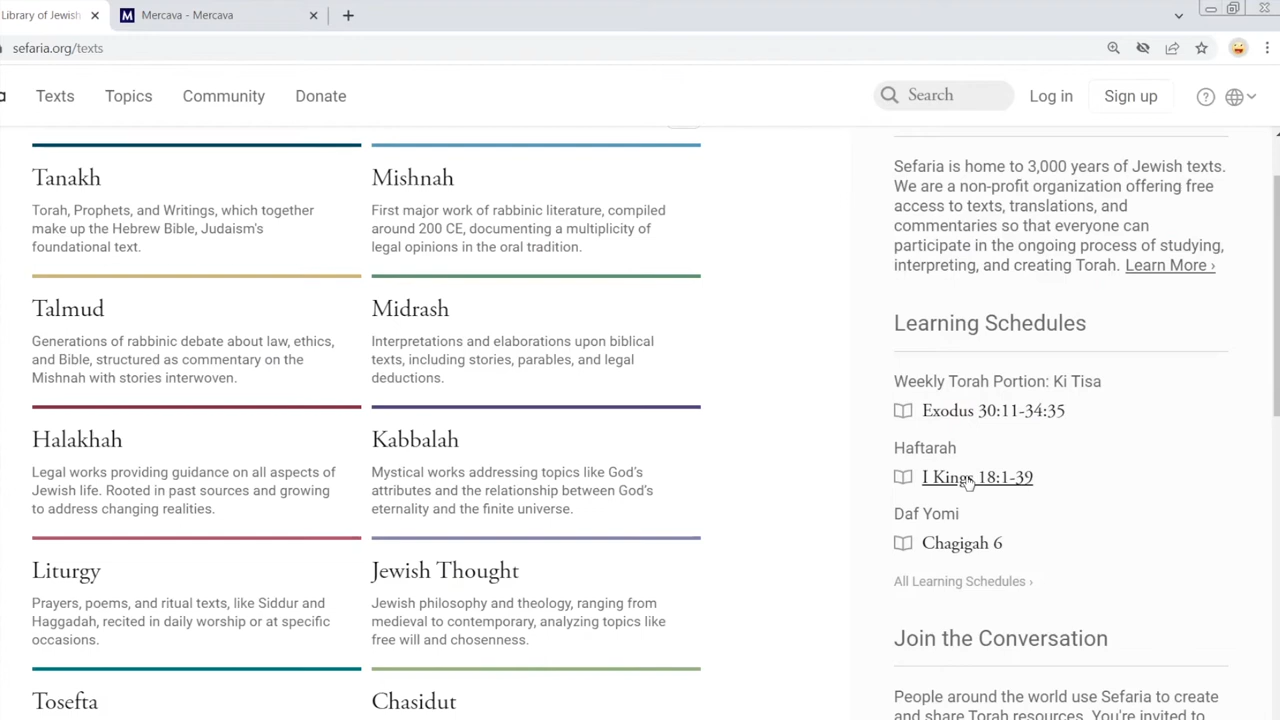 Library of Jewish
Mercava - Mercava
sefaria.org/texts
a Texts Topics Community Donate Search Log in Sign up
Tanakh
Torah, Prophets, and Writings, which together
make up the Hebrew Bible, Judaism's
foundational text.
Mishnah
First major work of rabbinic literature, compiled
around 200 CE, documenting a multiplicity of
legal opinions in the oral tradition.
Talmud
Generations of rabbinic debate about law, ethics,
and Bible, structured as commentary on the
Mishnah with stories interwoven.
Midrash
Interpretations and elaborations upon biblical
texts, including stories, parables, and legal
deductions.
Halakhah
Legal works providing guidance on all aspects of
Jewish life. Rooted in past sources and growing
to address changing realities.
Kabbalah
Mystical works addressing topics like God’s
attributes and the relationship between God’s
eternality and the finite universe.
Liturgy
Prayers, poems, and ritual texts, like Siddur and
Haggadah, recited in daily worship or at specific
occasions.
Jewish Thought
Jewish philosophy and theology, ranging from
medieval to contemporary, analyzing topics like
free will and chosenness.
Tosefta
Chasidut
Sefaria is home to 3,000 years of Jewish texts.
We are a non-profit organization offering free
access to texts, translations, and
commentaries so that everyone can
participate in the ongoing process of studying,
interpreting, and creating Torah. Learn More ›
Learning Schedules
Weekly Torah Portion: Ki Tisa
Exodus 30:11-34:35
Haftarah
I Kings 18:1-39
Daf Yomi
Chagigah 6
All Learning Schedules ›
Join the Conversation
People around the world use Sefaria to create
and share Torah resources. You're invited to